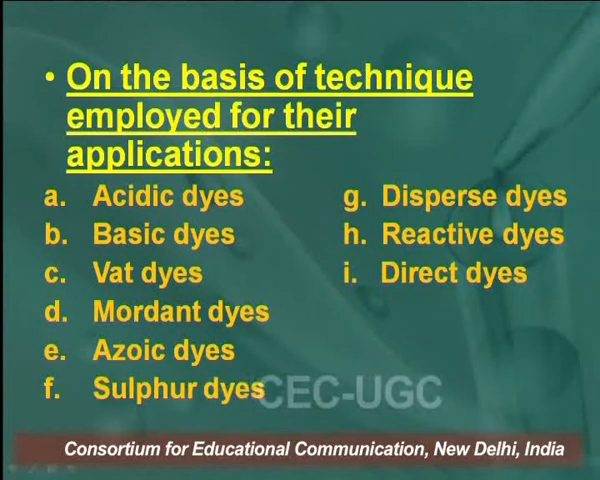 • On the basis of technique
employed for their
applications:
a. Acidic dyes
b. Basic dyes
c. Vat dyes
d. Mordant dyes
e. Azoic dyes
f. Sulphur dyes
g. Disperse dyes
h. Reactive dyes
i. Direct dyes
CEC-UGC
Consortium for Educational Communication, New Delhi, India